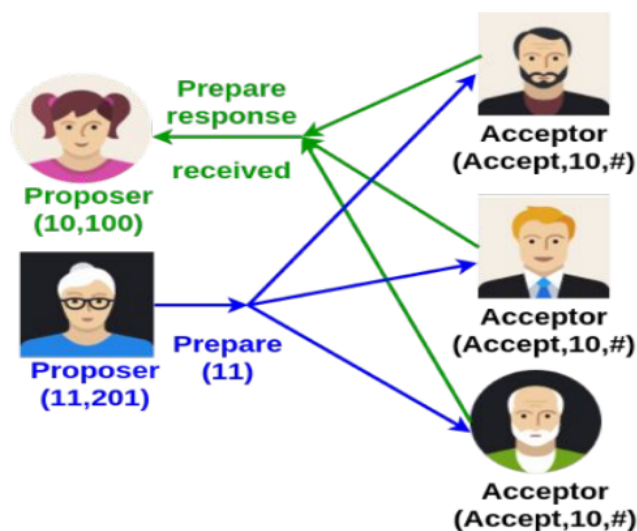 Prepare
response
received
Proposer
(10,100)
Prepare
(11)
Proposer
(11,201)
Acceptor
(Accept,10,#)
Acceptor
(Accept,10,#)
Acceptor
(Accept,10,#)